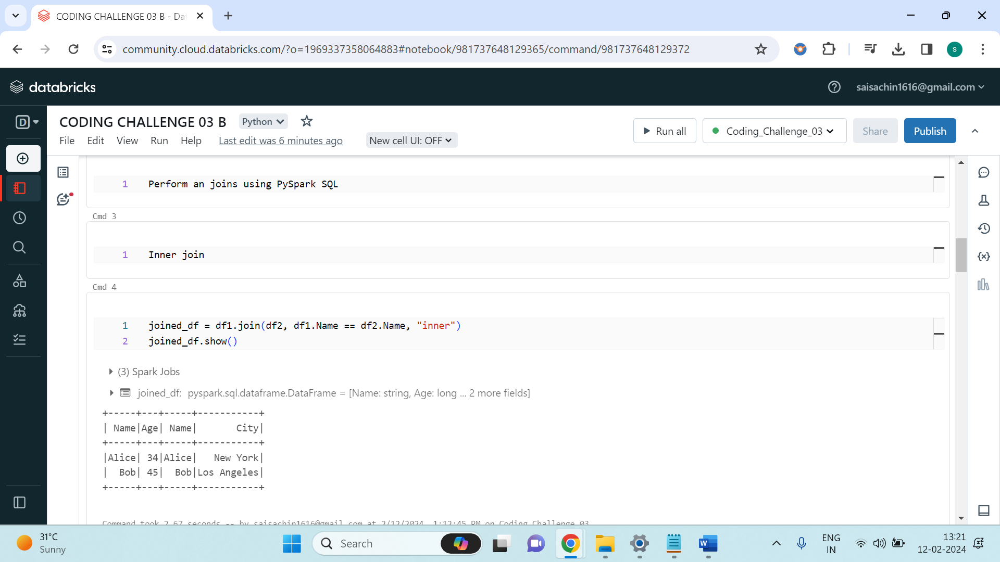 CODING CHALLENGE 03 B - Da
community.cloud.databricks.com/?o=1969337358064883#notebook/981737648129365/command/981737648129372
s
databricks
saisachin1616@gmail.com
D
CODING CHALLENGE 03 B
Python
File Edit View Run Help Last edit was 6 minutes ago New cell UI: OFF
Run all
Coding_Challenge_03
Share
Publish
1 Perform an joins using PySpark SQL
Cmd 3
1 Inner join
Cmd 4
1 joined_df = df1.join(df2, df1.Name == df2.Name, "inner")
2 joined_df.show()
(3) Spark Jobs
joined_df: pyspark.sql.dataframe.DataFrame = [Name: string, Age: long ... 2 more fields]
+-----+---+-----+-----------+
| Name|Age| Name|       City|
+-----+---+-----+-----------+
|Alice| 34|Alice|   New York|
|  Bob| 45|  Bob|Los Angeles|
+-----+---+-----+-----------+
Command took 2.67 seconds -- by saisachin1616@gmail.com at 2/12/2024, 1:12:45 PM on Coding_Challenge_03
31°C
Sunny
Search
W
ENG
IN
13:21
12-02-2024